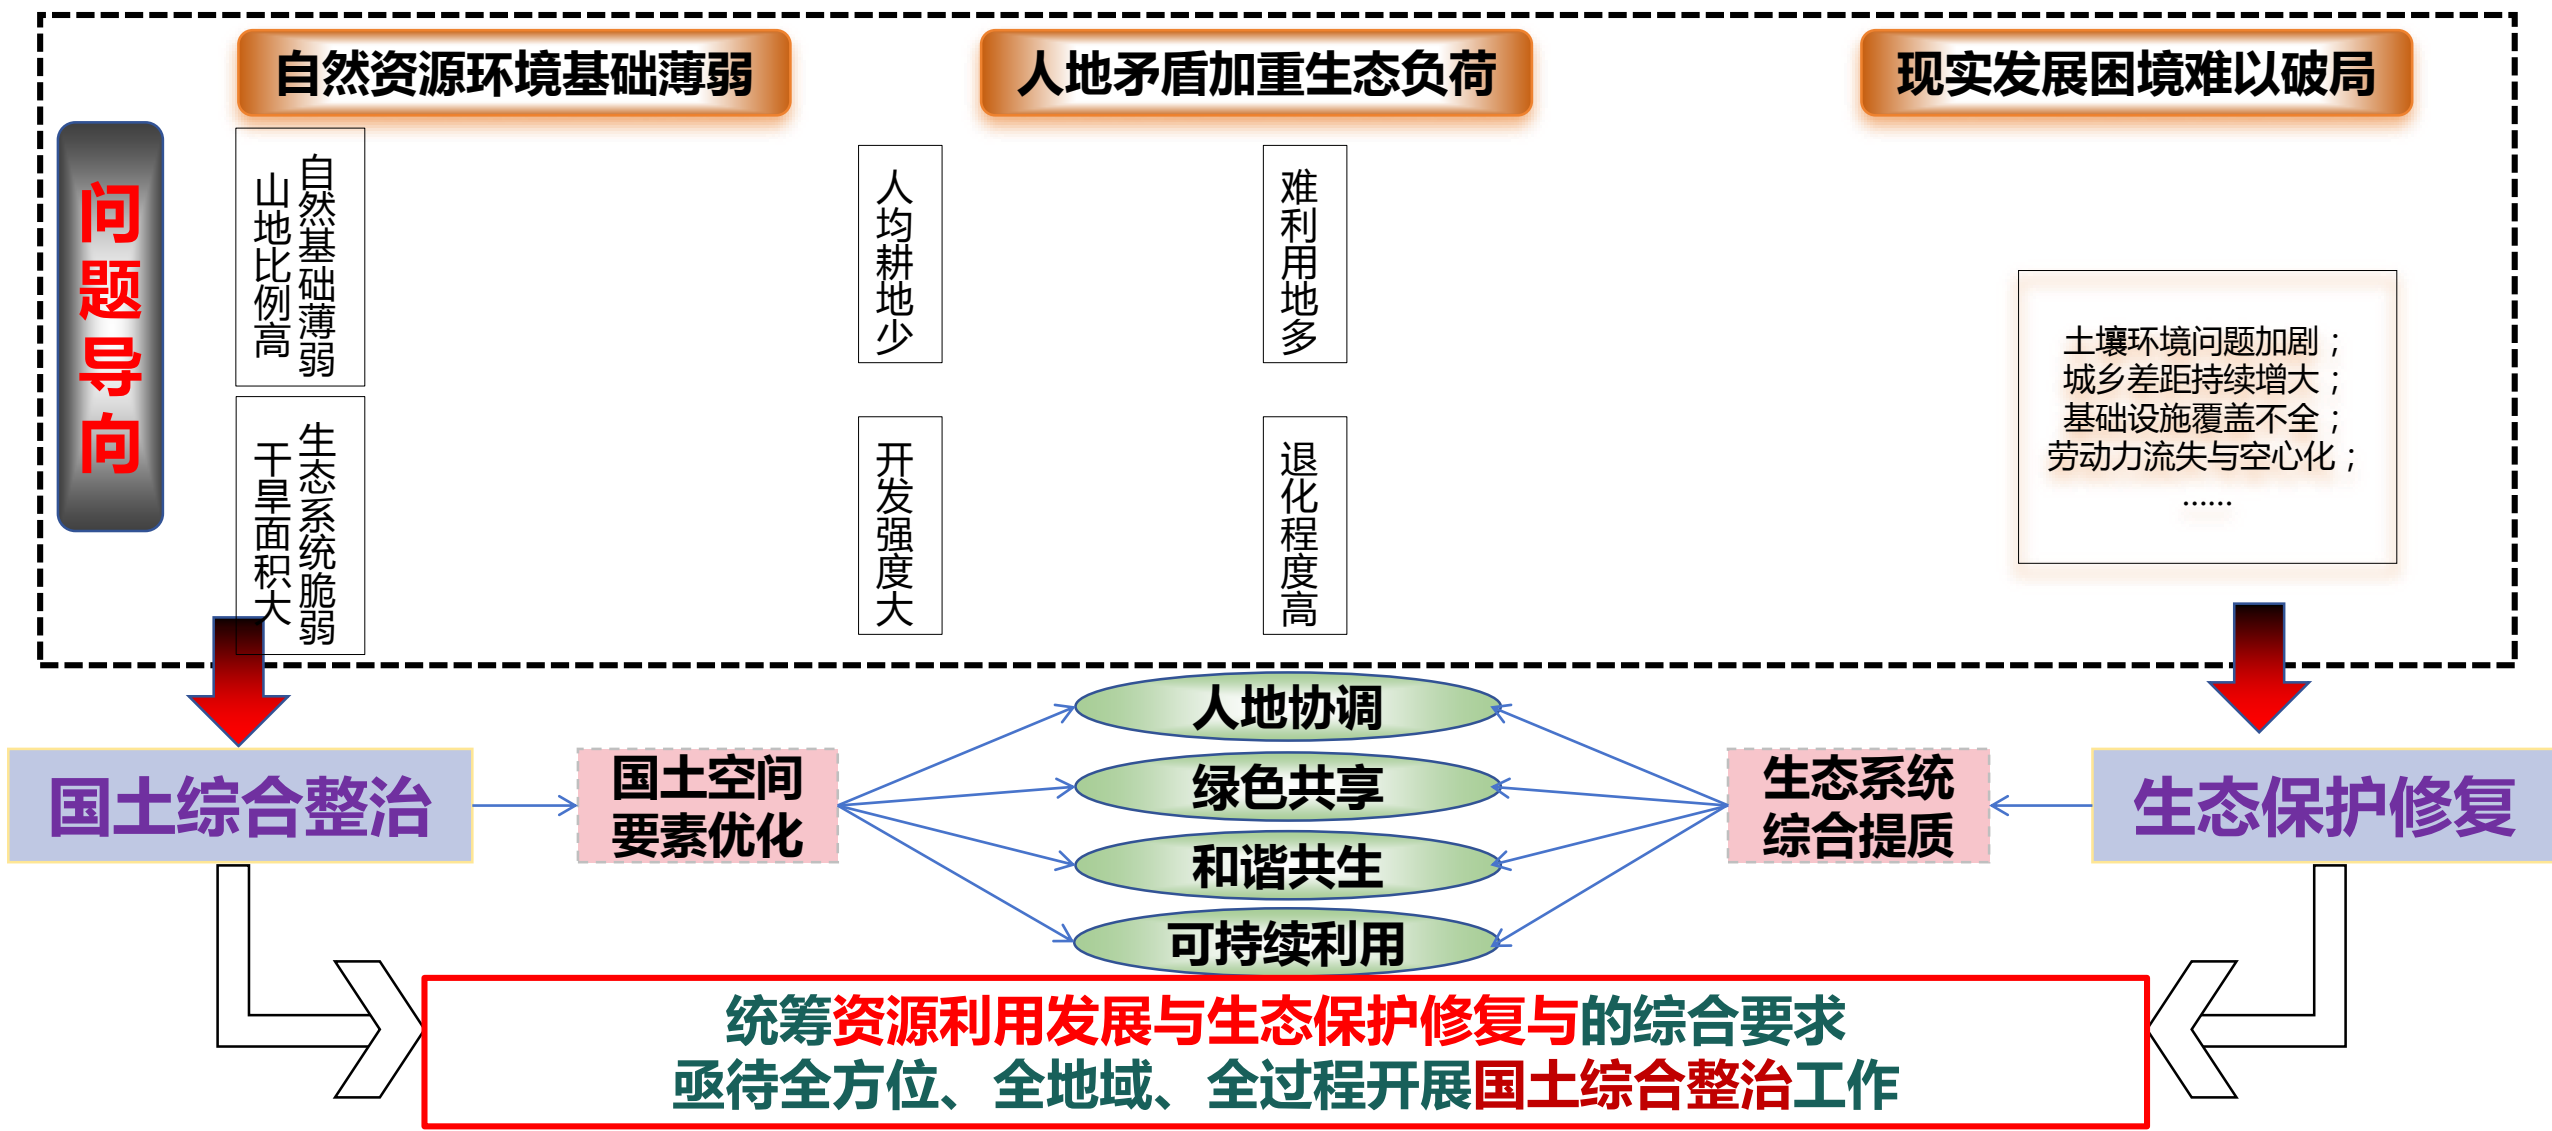 自然资源环境基础薄弱
人地矛盾加重生态负荷
现实发展困境难以破局
问题导向
自然基础薄弱
山地比例高
生态系统脆弱
干旱面积大
人均耕地少
难利用地多
开发强度大
退化程度高
土壤环境问题加剧；
城乡差距持续增大；
基础设施覆盖不全；
劳动力流失与空心化；
……
国土综合整治
国土空间
要素优化
人地协调
绿色共享
和谐共生
可持续利用
生态系统
综合提质
生态保护修复
统筹资源利用发展与生态保护修复与的综合要求
亟待全方位、全地域、全过程开展国土综合整治工作